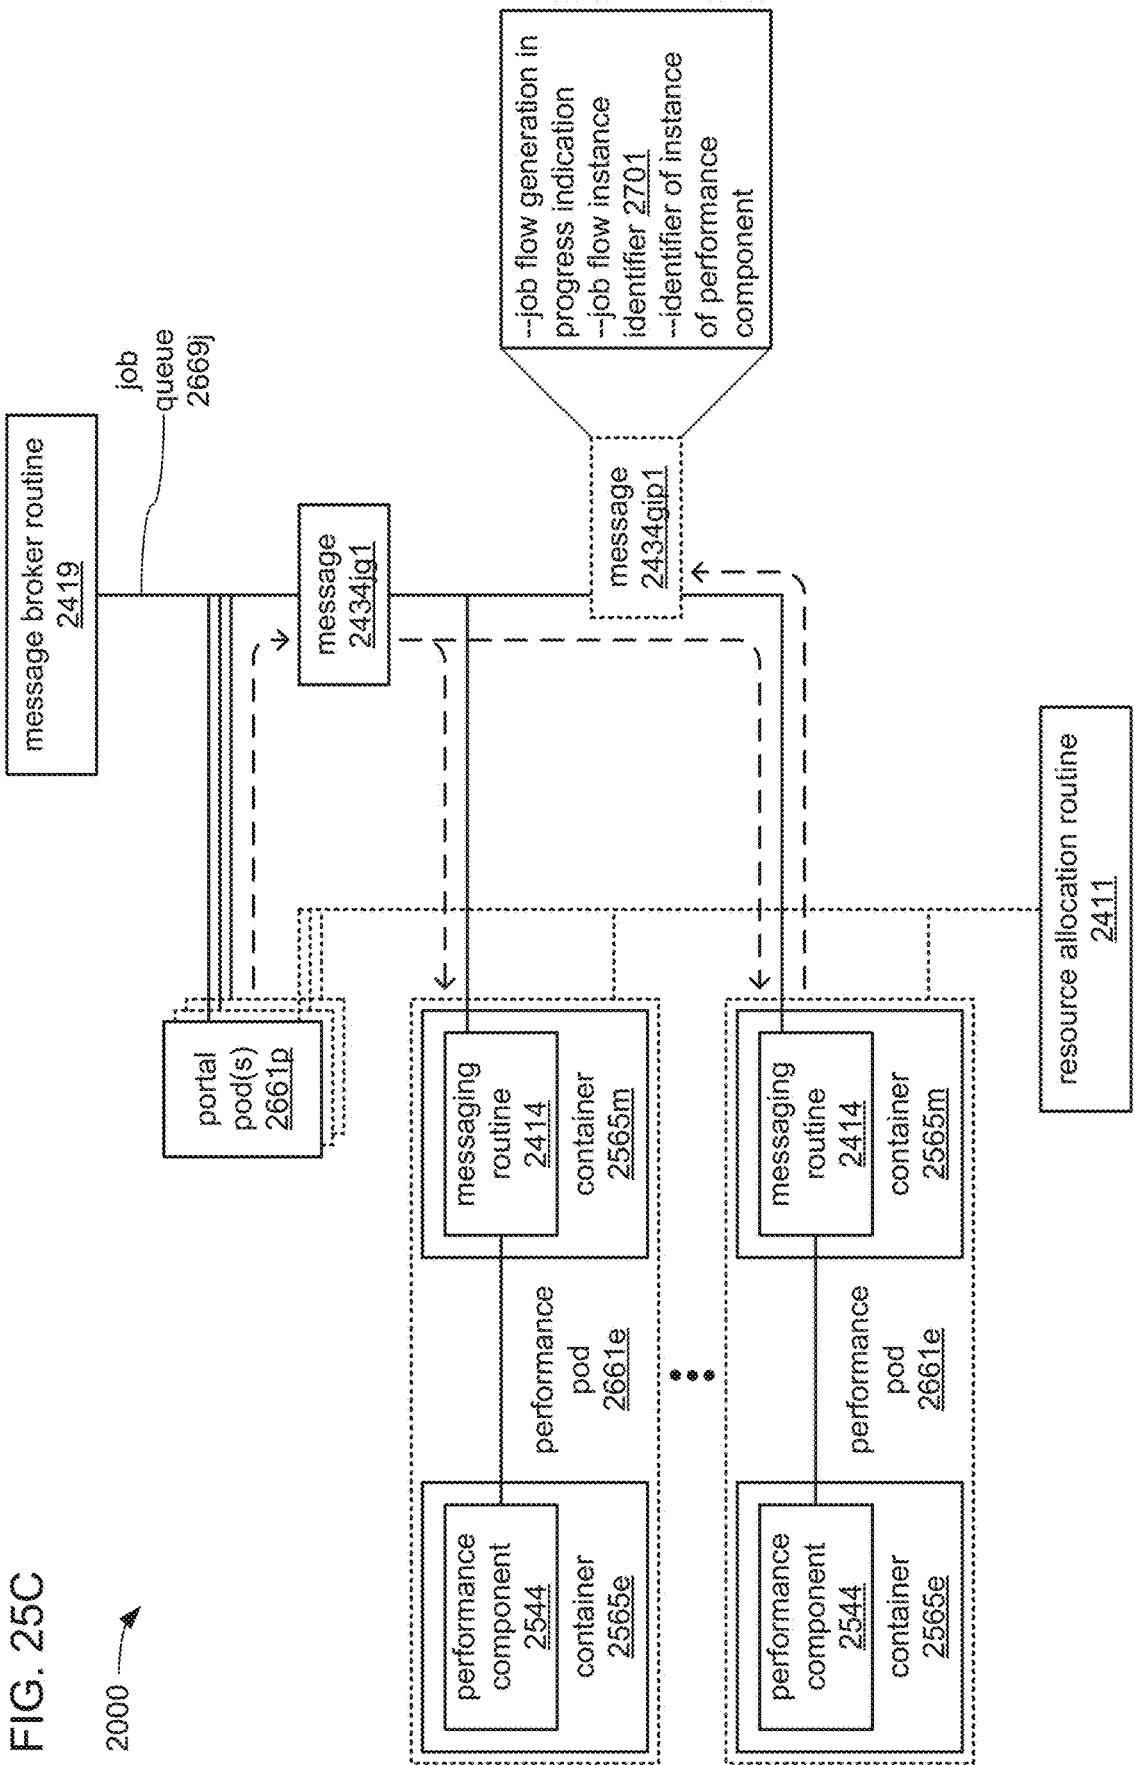 FIG. 25C
2000
message broker routine
2419
job
queue
2669j
portal
pod(s)
2661p
message
2434jg1
performance
component
2544
container
2565e
performance
pod
2661e
messaging
routine
2414
container
2565m
message
2434gip1
--job flow generation in
progress indication
--job flow instance
identifier 2701
--identifier of instance
of performance
component
performance
component
2544
container
2565e
performance
pod
2661e
messaging
routine
2414
container
2565m
resource allocation routine
2411